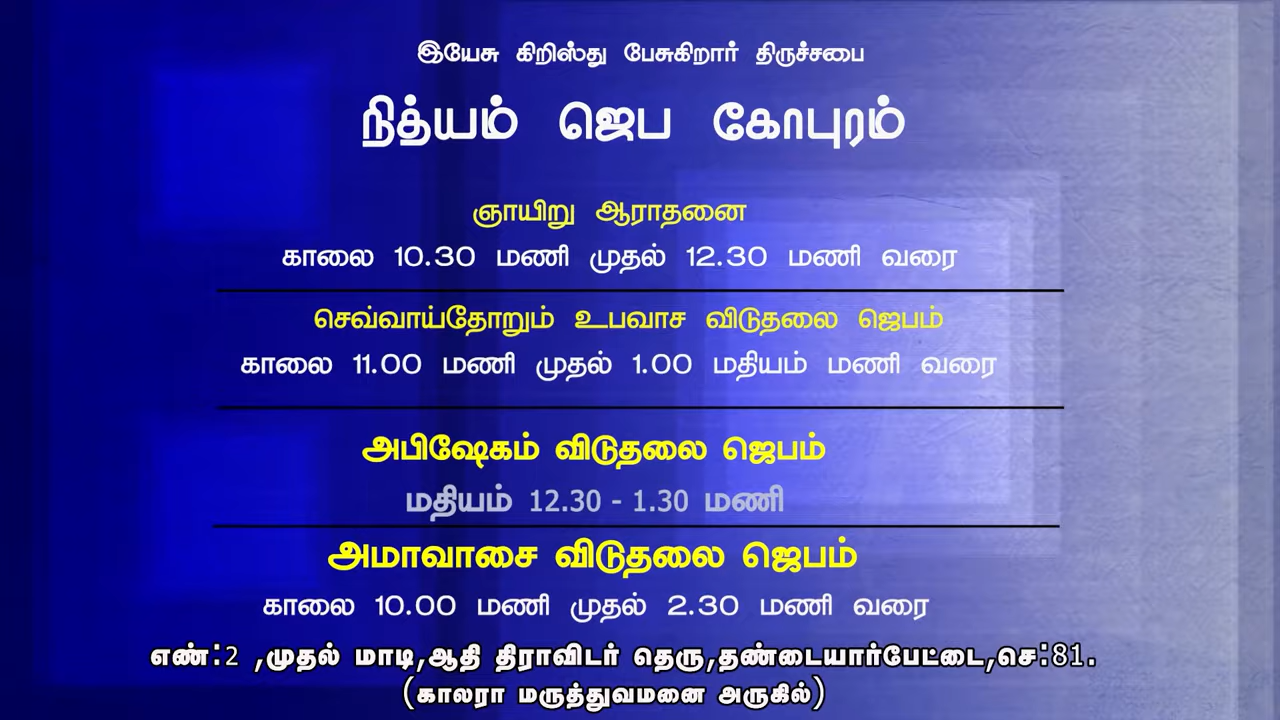 இயேசு கிறிஸ்து பேசுகிறார் திருச்சபை
நித்யம் ஜெப கோபுரம்
ஞாயிறு ஆராதனை
காலை 10.30 மணி முதல் 12.30 மணி வரை
செவ்வாய்தோறும் உபவாச விடுதலை ஜெபம்
காலை 11.00 மணி முதல் 1.00 மதியம் மணி வரை
அபிஷேகம் விடுதலை ஜெபம்
மதியம் 12.30 - 1.30 மணி
அமாவாசை விடுதலை ஜெபம்
காலை 10.00 மணி முதல் 2.30 மணி வரை
எண்:2 ,முதல் மாடி,ஆதி திராவிடர் தெரு,தண்டையார்பேட்டை,செ:81.
(காலரா மருத்துவமனை அருகில்)